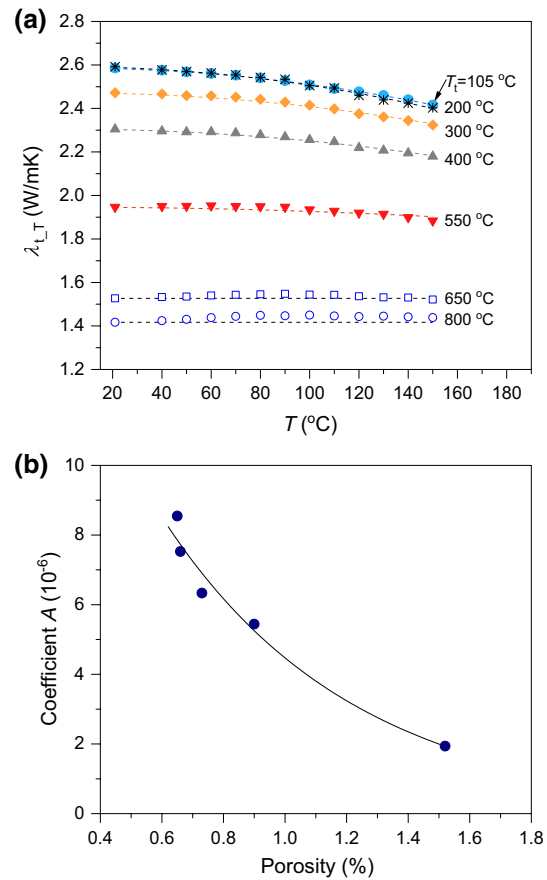 (a)
2.8
2.6
2.4
2.2
2.0
1.8
1.6
1.4
1.2
λt_T (W/mK)
Tt=105 °C
200 °C
300 °C
400 °C
550 °C
650 °C
800 °C
20 40 60 80 100 120 140 160 180
T (°C)
(b)
10
8
6
4
2
0
Coefficient A (10-6)
0.4 0.6 0.8 1.0 1.2 1.4 1.6 1.8
Porosity (%)